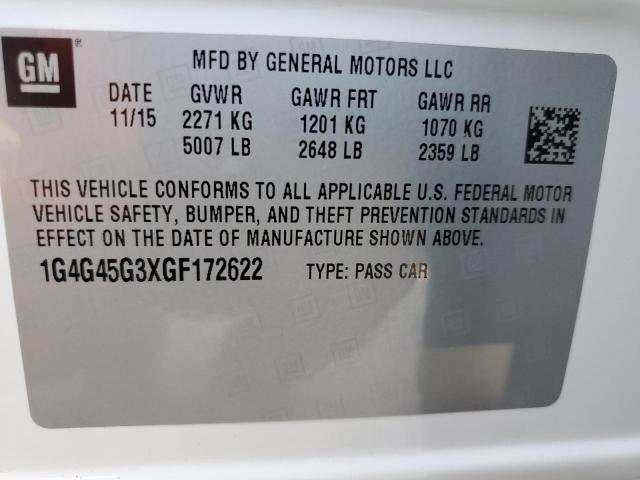 GM ®
MFD BY GENERAL MOTORS LLC
DATE GVWR GAWR FRT GAWR RR
11/15 2271 KG 1201 KG 1070 KG
5007 LB 2648 LB 2359 LB
THIS VEHICLE CONFORMS TO ALL APPLICABLE U.S. FEDERAL MOTOR
VEHICLE SAFETY, BUMPER, AND THEFT PREVENTION STANDARDS IN
EFFECT ON THE DATE OF MANUFACTURE SHOWN ABOVE.
1G4G45G3XGF172622 TYPE: PASS CAR